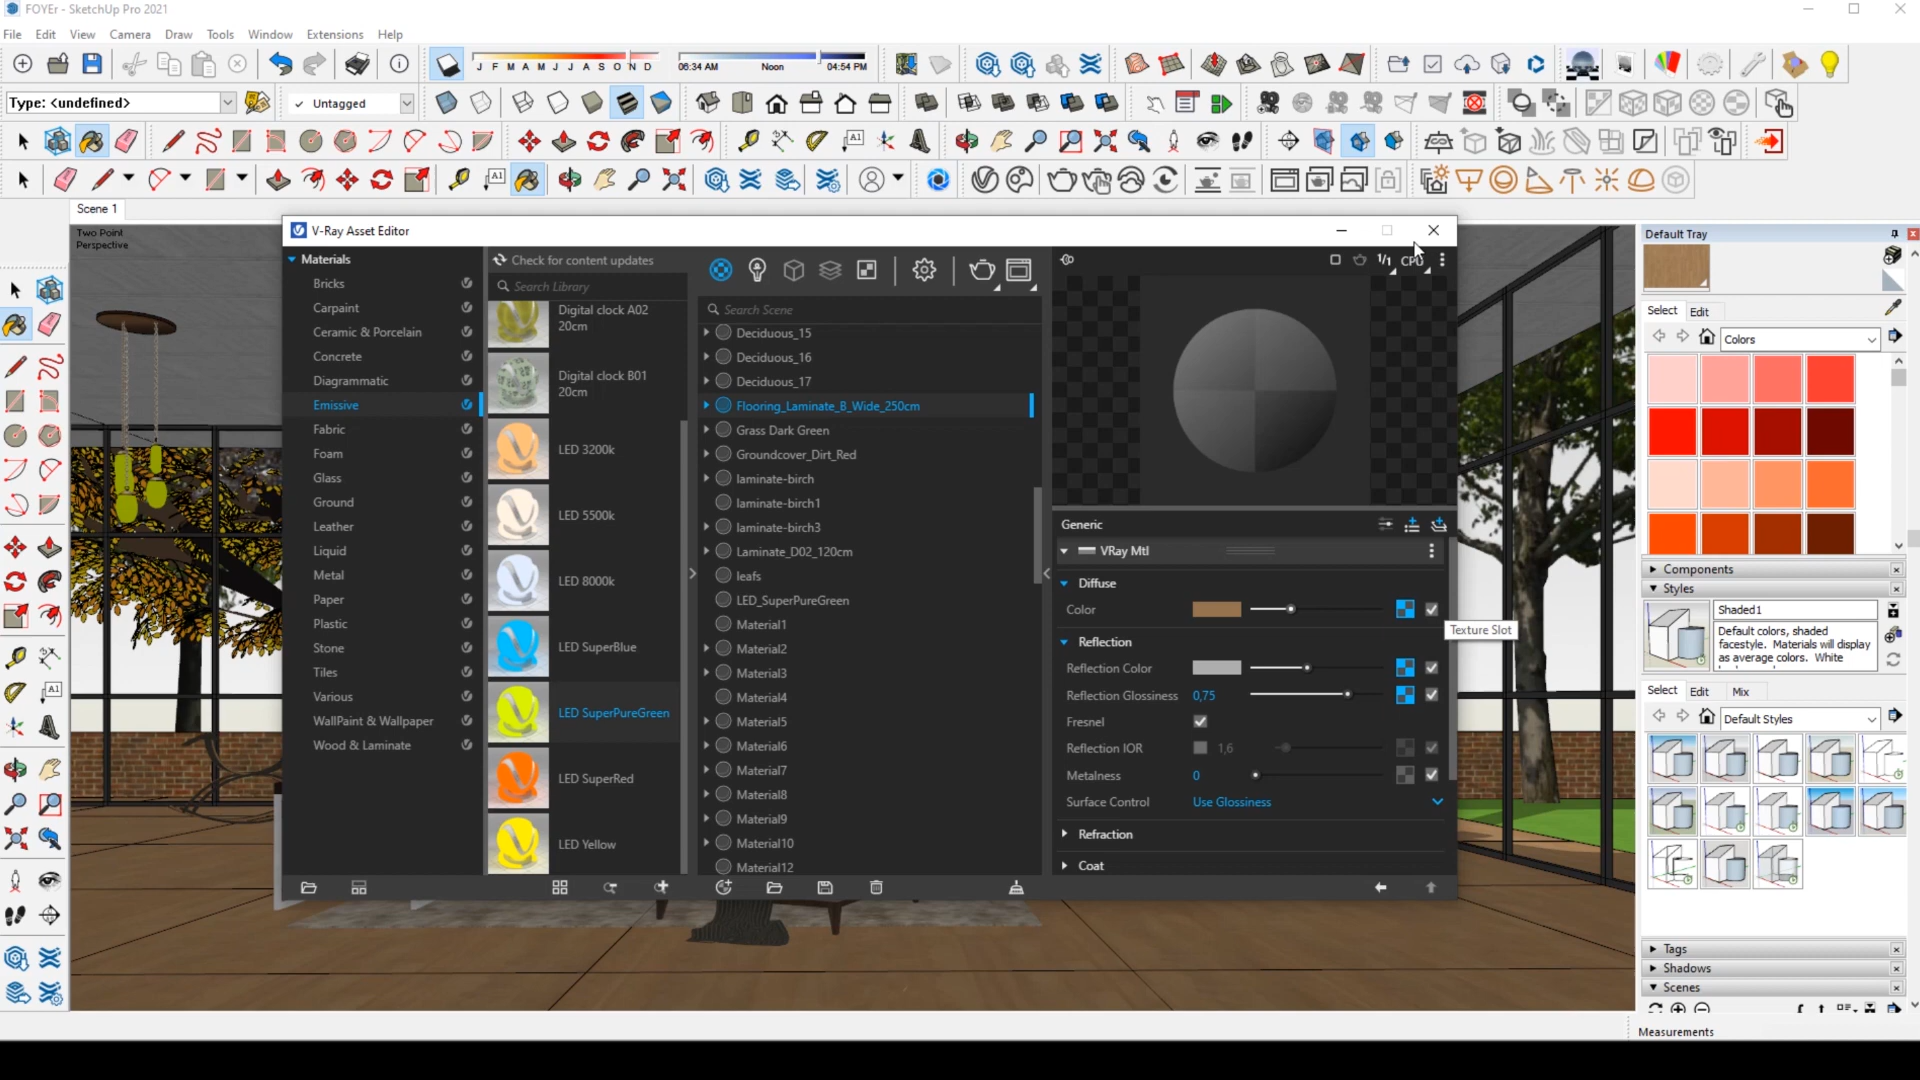 FOYEr - SketchUp Pro 2021
File Edit View Camera Draw Tools Window Extensions Help
J F M A M J J A S O N D
06:34 AM Noon 04:54 PM
Type: <undefined>
Untagged
Scene 1
Two Point
Perspective
V-Ray Asset Editor
Materials
Bricks
Carpaint
Ceramic & Porcelain
Concrete
Diagrammatic
Emissive
Fabric
Foam
Glass
Ground
Leather
Liquid
Metal
Paper
Plastic
Stone
Tiles
Various
WallPaint & Wallpaper
Wood & Laminate
Check for content updates
Search Library
Digital clock A02
20cm
Digital clock B01
20cm
LED 3200k
LED 5500k
LED 8000k
LED SuperBlue
LED SuperPureGreen
LED SuperRed
LED Yellow
Search Scene
Deciduous_15
Deciduous_16
Deciduous_17
Flooring_Laminate_B_Wide_250cm
Grass Dark Green
Groundcover_Dirt_Red
laminate-birch
laminate-birch1
laminate-birch3
Laminate_D02_120cm
leafs
LED_SuperPureGreen
Material1
Material2
Material3
Material4
Material5
Material6
Material7
Material8
Material9
Material10
Material12
1/1 CPU
Generic
VRay Mtl
Diffuse
Color
Texture Slot
Reflection
Reflection Color
Reflection Glossiness 0,75
Fresnel
Reflection IOR 1,6
Metalness 0
Surface Control Use Glossiness
Refraction
Coat
Default Tray
Select Edit
Colors
Components
Styles
Shaded1
Default colors, shaded
facestyle. Materials will display
as average colors. White
Select Edit Mix
Default Styles
Tags
Shadows
Scenes
Measurements